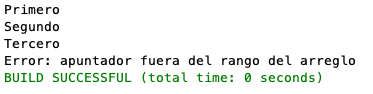 Primero
Segundo
Tercero
Error: apuntador fuera del rango del arreglo
BUILD SUCCESSFUL (total time: 0 seconds)